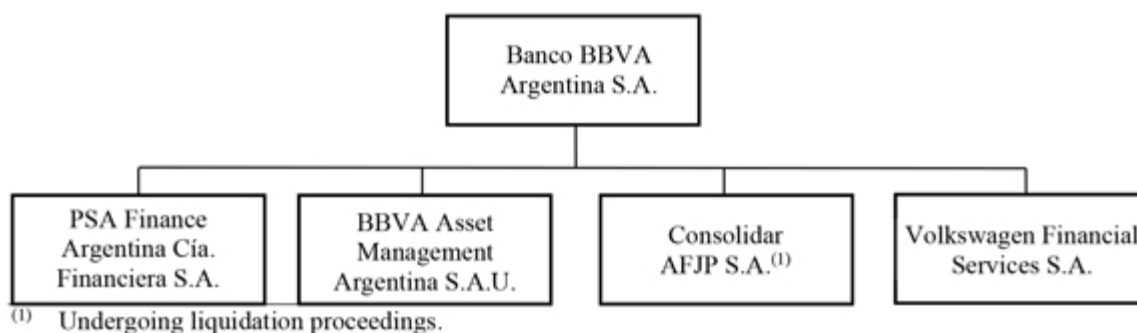 Banco BBVA
Argentina S.A.
PSA Finance
Argentina Cía.
Financiera S.A.
BBVA Asset
Management
Argentina S.A.U.
Consolidar
AFJP S.A.(1)
Volkswagen Financial
Services S.A.
(1) Undergoing liquidation proceedings.